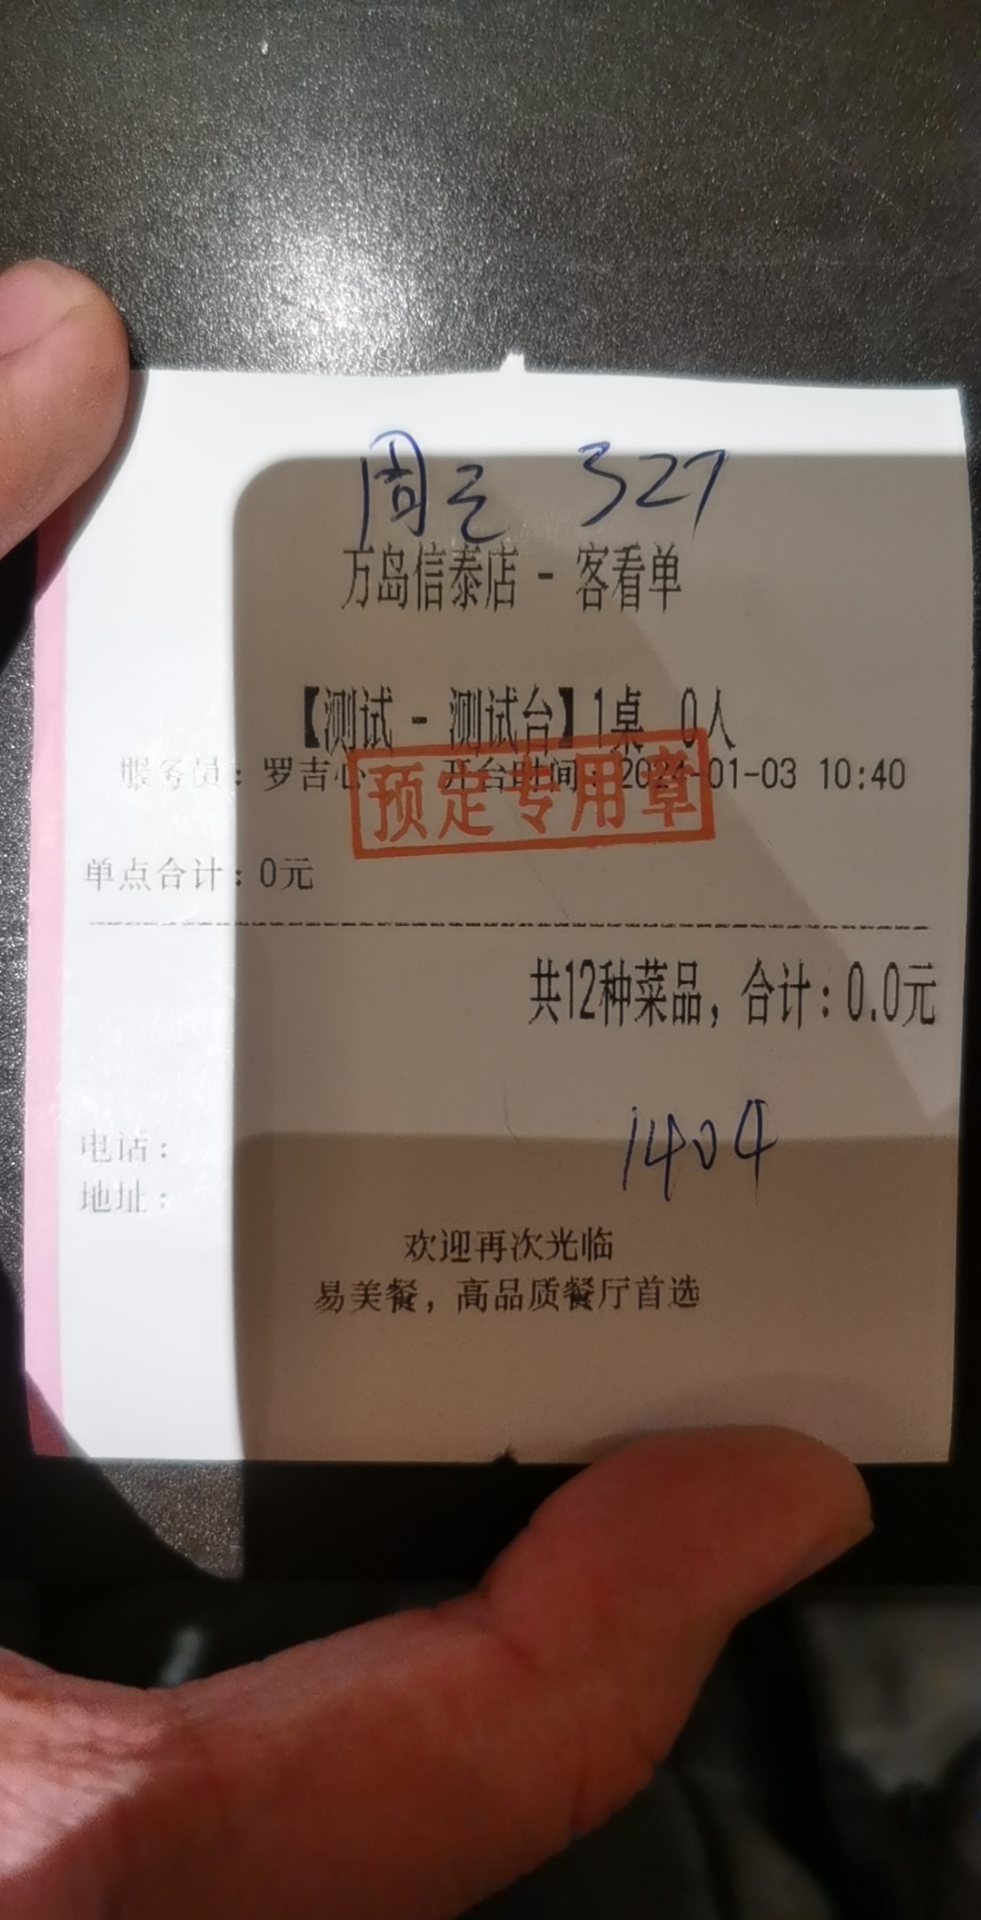 周三 327
万岛信泰店 - 客看单
【测试 - 测试台】1桌 0人
服务员：罗吉心 开台时间：2024-01-03 10:40
预定专用章
单点合计：0元
共12种菜品，合计：0.0元
1404
电话：
地址：
欢迎再次光临
易美餐，高品质餐厅首选